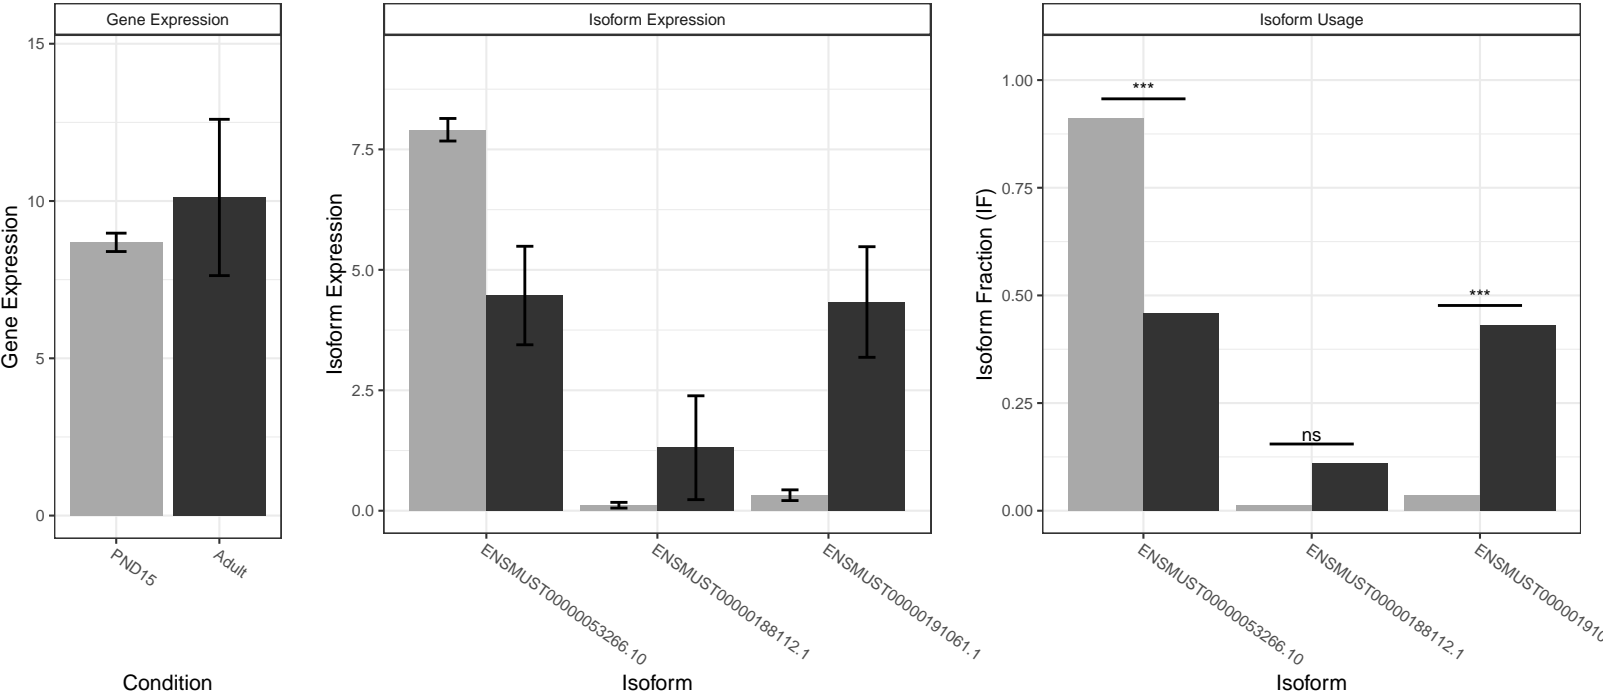 Gene Expression
Gene Expression
15
10
5
0
PND15
Adult
Condition
Isoform Expression
Isoform Expression
7.5
5.0
2.5
0.0
ENSMUST00000053266.10
ENSMUST00000188112.1
ENSMUST00000191061.1
Isoform
Isoform Usage
Isoform Fraction (IF)
1.00
0.75
0.50
0.25
0.00
***
ns
***
ENSMUST00000053266.10
ENSMUST00000188112.1
ENSMUST000001910
Isoform